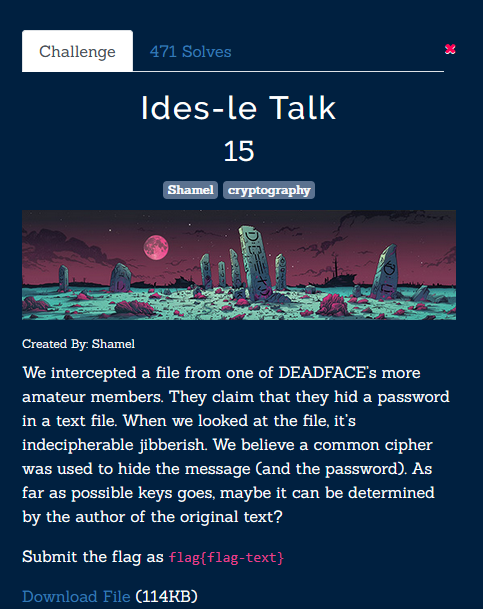 Challenge
471 Solves
Ides-le Talk
15
Shamel cryptography
Created By: Shamel
We intercepted a file from one of DEADFACE's more
amateur members. They claim that they hid a password
in a text file. When we looked at the file, it's
indecipherable jibberish. We believe a common cipher
was used to hide the message (and the password). As
far as possible keys goes, maybe it can be determined
by the author of the original text?
Submit the flag as flag{flag-text}
Download File (114KB)